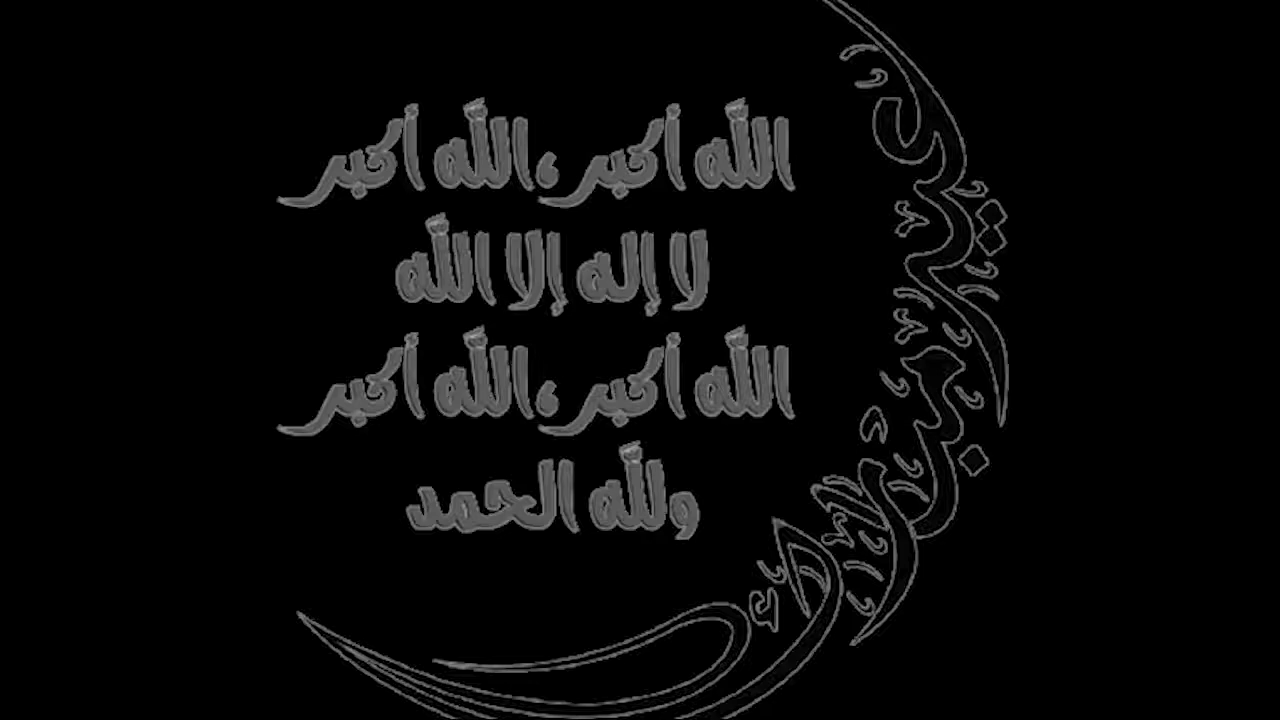 الله أكبر، الله أكبر
لا إله إلا الله
الله أكبر، الله أكبر
ولله الحمد